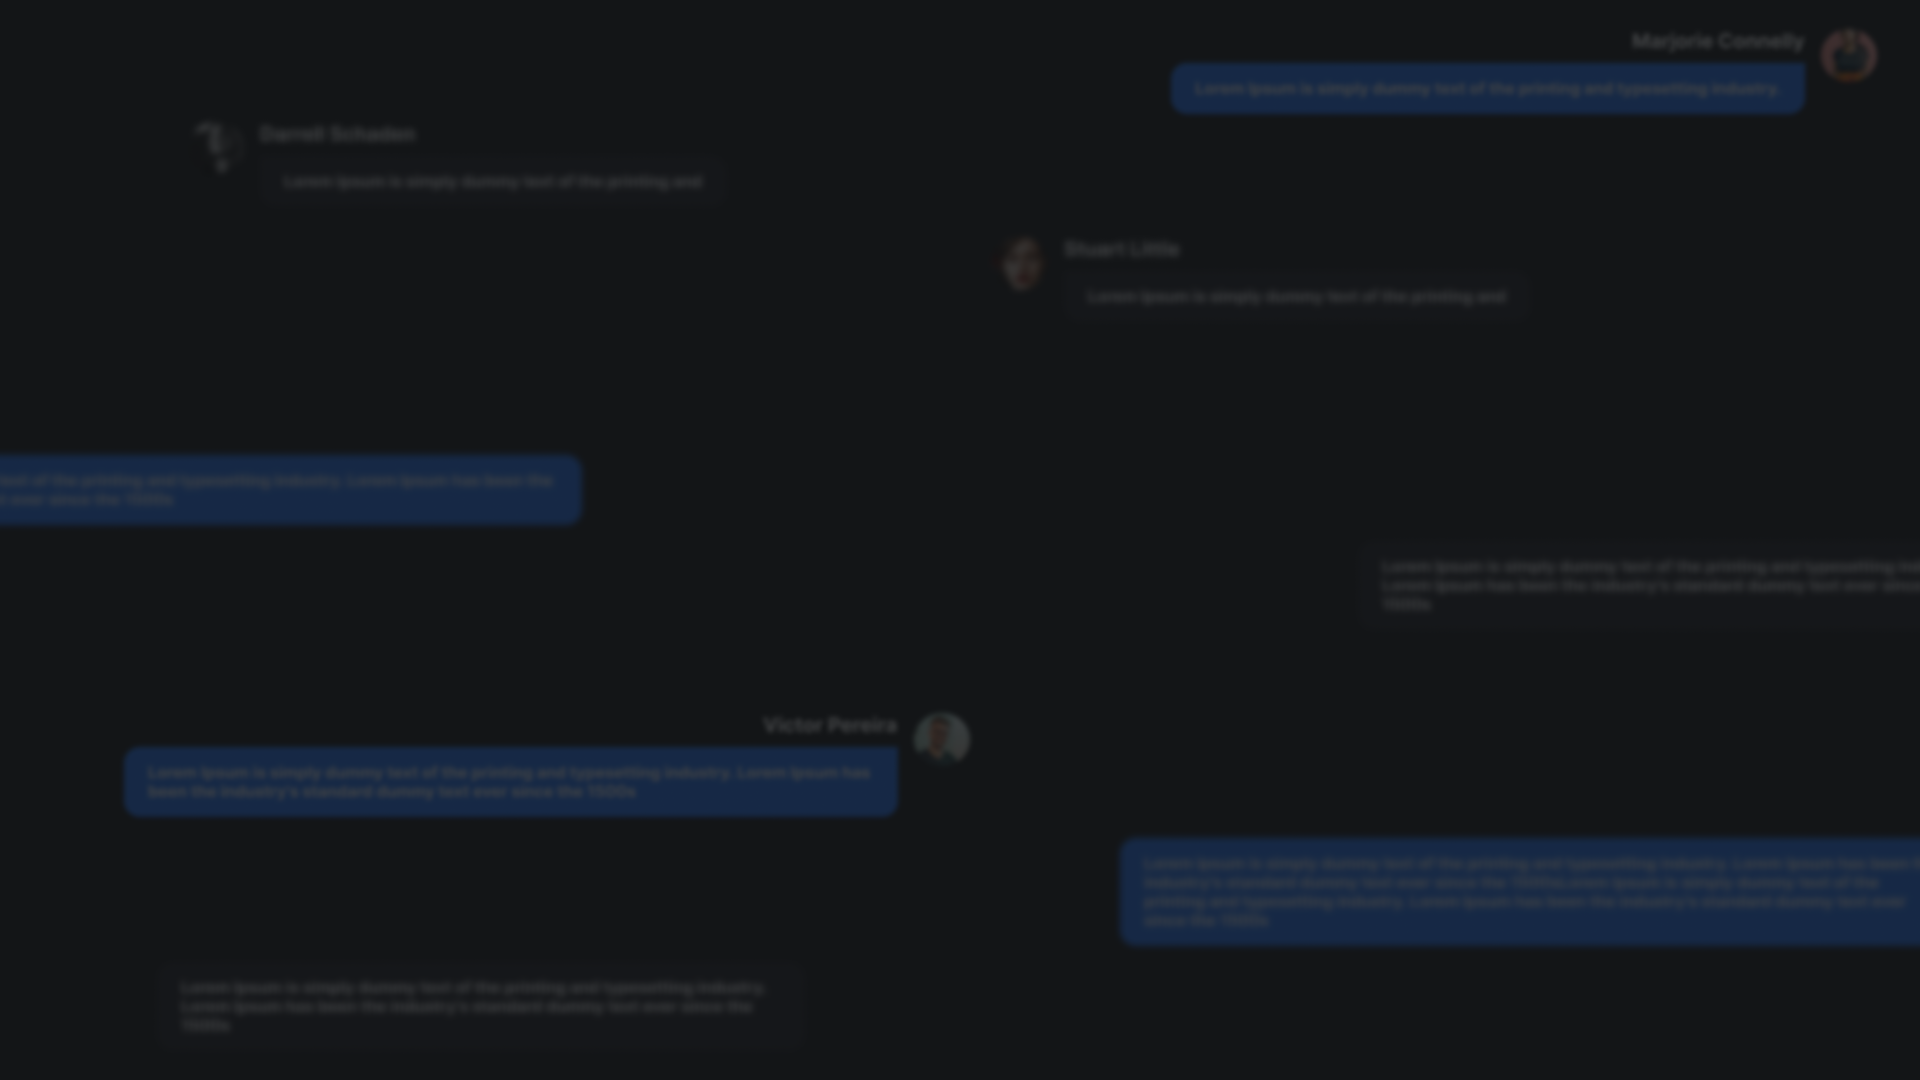 Marjorie Connelly
Lorem Ipsum is simply dummy text of the printing and typesetting industry.
Darrell Schaden
Lorem Ipsum is simply dummy text of the printing and
Stuart Little
Lorem Ipsum is simply dummy text of the printing and
text of the printing and typesetting industry. Lorem Ipsum has been the
ever since the 1500s
Lorem Ipsum is simply dummy text of the printing and typesetting
Lorem Ipsum has been the industry's standard dummy text ever since
1500s
Victor Pereira
Lorem Ipsum is simply dummy text of the printing and typesetting industry. Lorem Ipsum has
been the industry's standard dummy text ever since the 1500s
Lorem Ipsum is simply dummy text of the printing and typesetting industry. Lorem Ipsum has been
industry's standard dummy text ever since the 1500sLorem Ipsum is simply dummy text of the
printing and typesetting industry. Lorem Ipsum has been the industry's standard dummy text ever
since the 1500s
Lorem Ipsum is simply dummy text of the printing and typesetting industry.
Lorem Ipsum has been the industry's standard dummy text ever since the
1500s